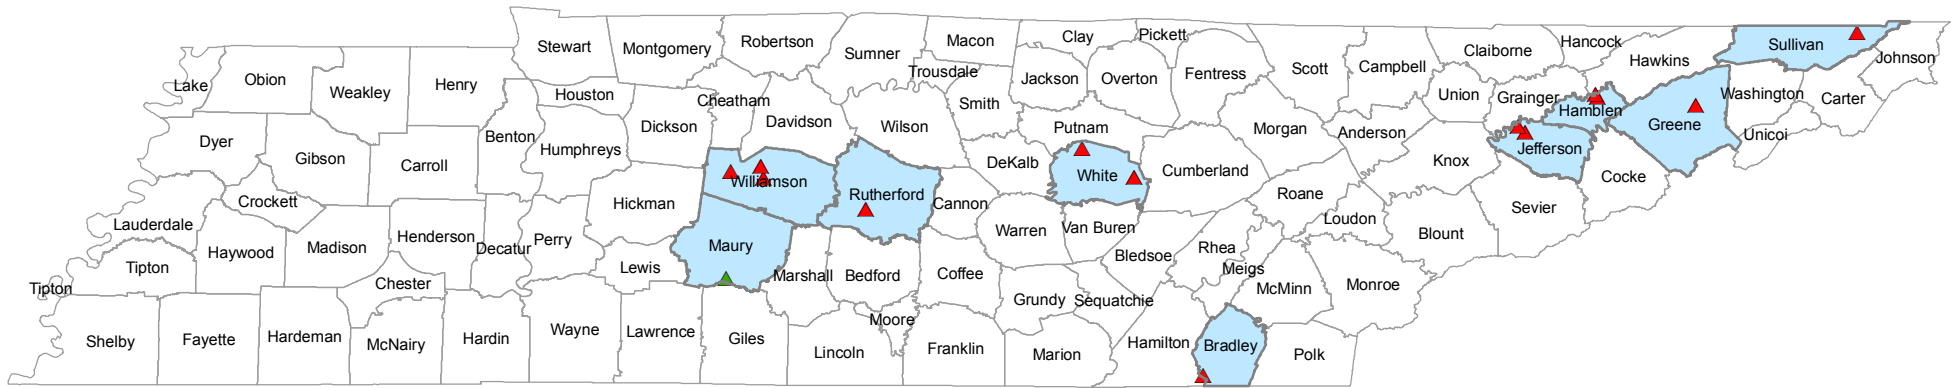 Stewart
Montgomery
Robertson
Sumner
Macon
Clay
Pickett
Claiborne
Hancock
Sullivan
Lake
Obion
Weakley
Henry
Houston
Cheatham
Trousdale
Jackson
Overton
Fentress
Scott
Campbell
Hawkins
Johnson
Dickson
Davidson
Wilson
Smith
Union
Grainger
Hamblen
Washington
Carter
Dyer
Gibson
Carroll
Benton
Humphreys
Putnam
Morgan
Anderson
Greene
Unicoi
Crockett
Williamson
Rutherford
DeKalb
White
Cumberland
Knox
Jefferson
Cocke
Lauderdale
Haywood
Madison
Henderson
Decatur
Perry
Hickman
Maury
Cannon
Warren
Van Buren
Roane
Loudon
Blount
Sevier
Tipton
Tipton
Chester
Lewis
Marshall
Bedford
Coffee
Bledsoe
Rhea
Meigs
McMinn
Monroe
Shelby
Fayette
Hardeman
McNairy
Hardin
Wayne
Lawrence
Giles
Moore
Lincoln
Franklin
Grundy
Sequatchie
Marion
Hamilton
Bradley
Polk